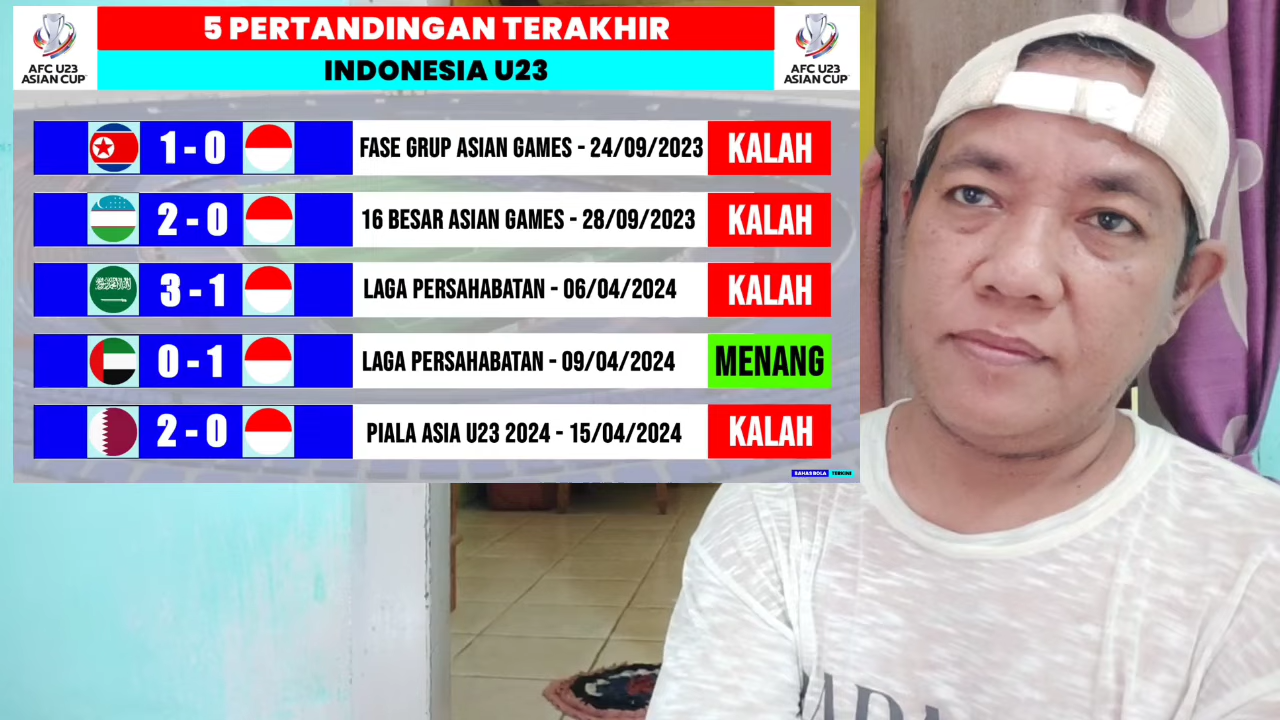 5 PERTANDINGAN TERAKHIR
INDONESIA U23
AFC U23
ASIAN CUP
AFC U23
ASIAN CUP
1 - 0 FASE GRUP ASIAN GAMES - 24/09/2023 KALAH
2 - 0 16 BESAR ASIAN GAMES - 28/09/2023 KALAH
3 - 1 LAGA PERSAHABATAN - 06/04/2024 KALAH
0 - 1 LAGA PERSAHABATAN - 09/04/2024 MENANG
2 - 0 PIALA ASIA U23 2024 - 15/04/2024 KALAH
BAHAS BOLA TERKINI